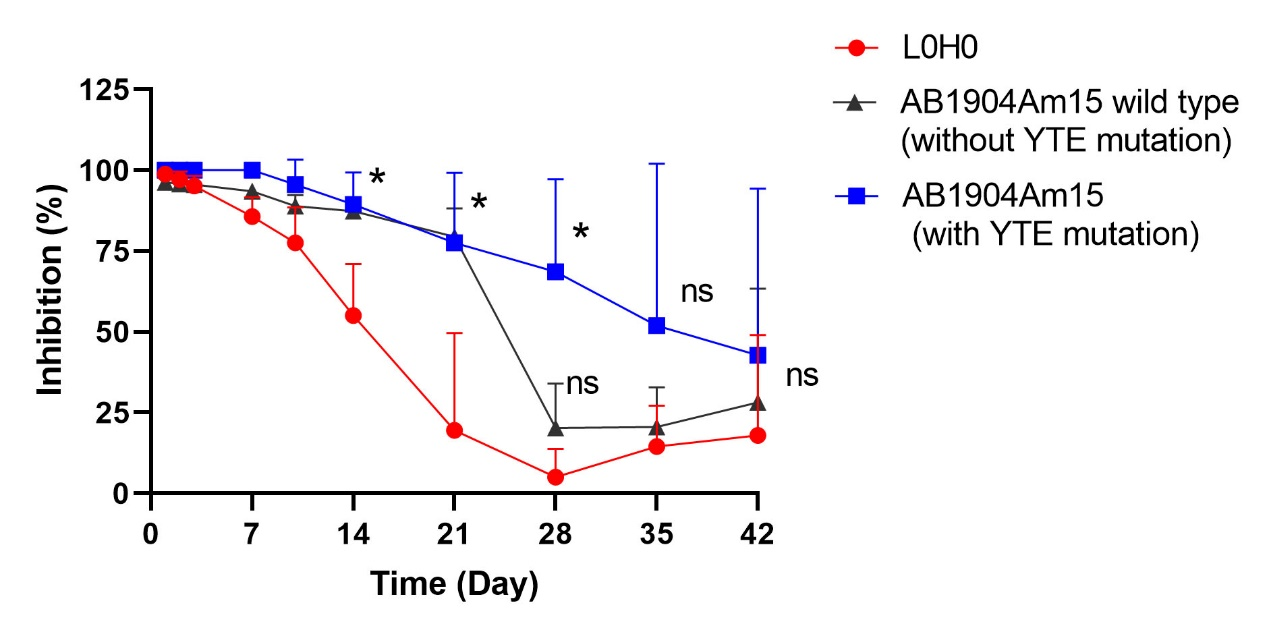 L0H0
AB1904Am15 wild type
(without YTE mutation)
AB1904Am15
(with YTE mutation)
125
100
75
50
25
0
Inhibition (%)
*
*
*
ns
ns
ns
0 7 14 21 28 35 42
Time (Day)